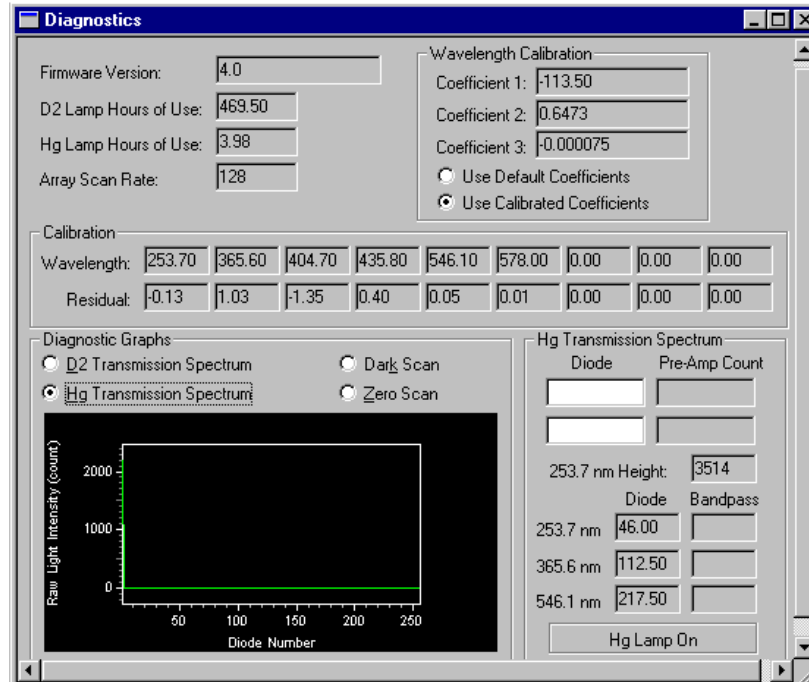 Diagnostics
Firmware Version: 4.0
D2 Lamp Hours of Use: 469.50
Hg Lamp Hours of Use: 3.98
Array Scan Rate: 128
Wavelength Calibration
Coefficient 1: -113.50
Coefficient 2: 0.6473
Coefficient 3: -0.000075
Use Default Coefficients
Use Calibrated Coefficients
Calibration
Wavelength: 253.70 365.60 404.70 435.80 546.10 578.00 0.00 0.00 0.00
Residual: -0.13 1.03 -1.35 0.40 0.05 0.01 0.00 0.00 0.00
Diagnostic Graphs
D2 Transmission Spectrum
Dark Scan
Hg Transmission Spectrum
Zero Scan
Raw Light Intensity (count)
2000
1000
0
50 100 150 200 250
Diode Number
Hg Transmission Spectrum
Diode Pre-Amp Count
253.7 nm Height: 3514
Diode Bandpass
253.7 nm 46.00
365.6 nm 112.50
546.1 nm 217.50
Hg Lamp On